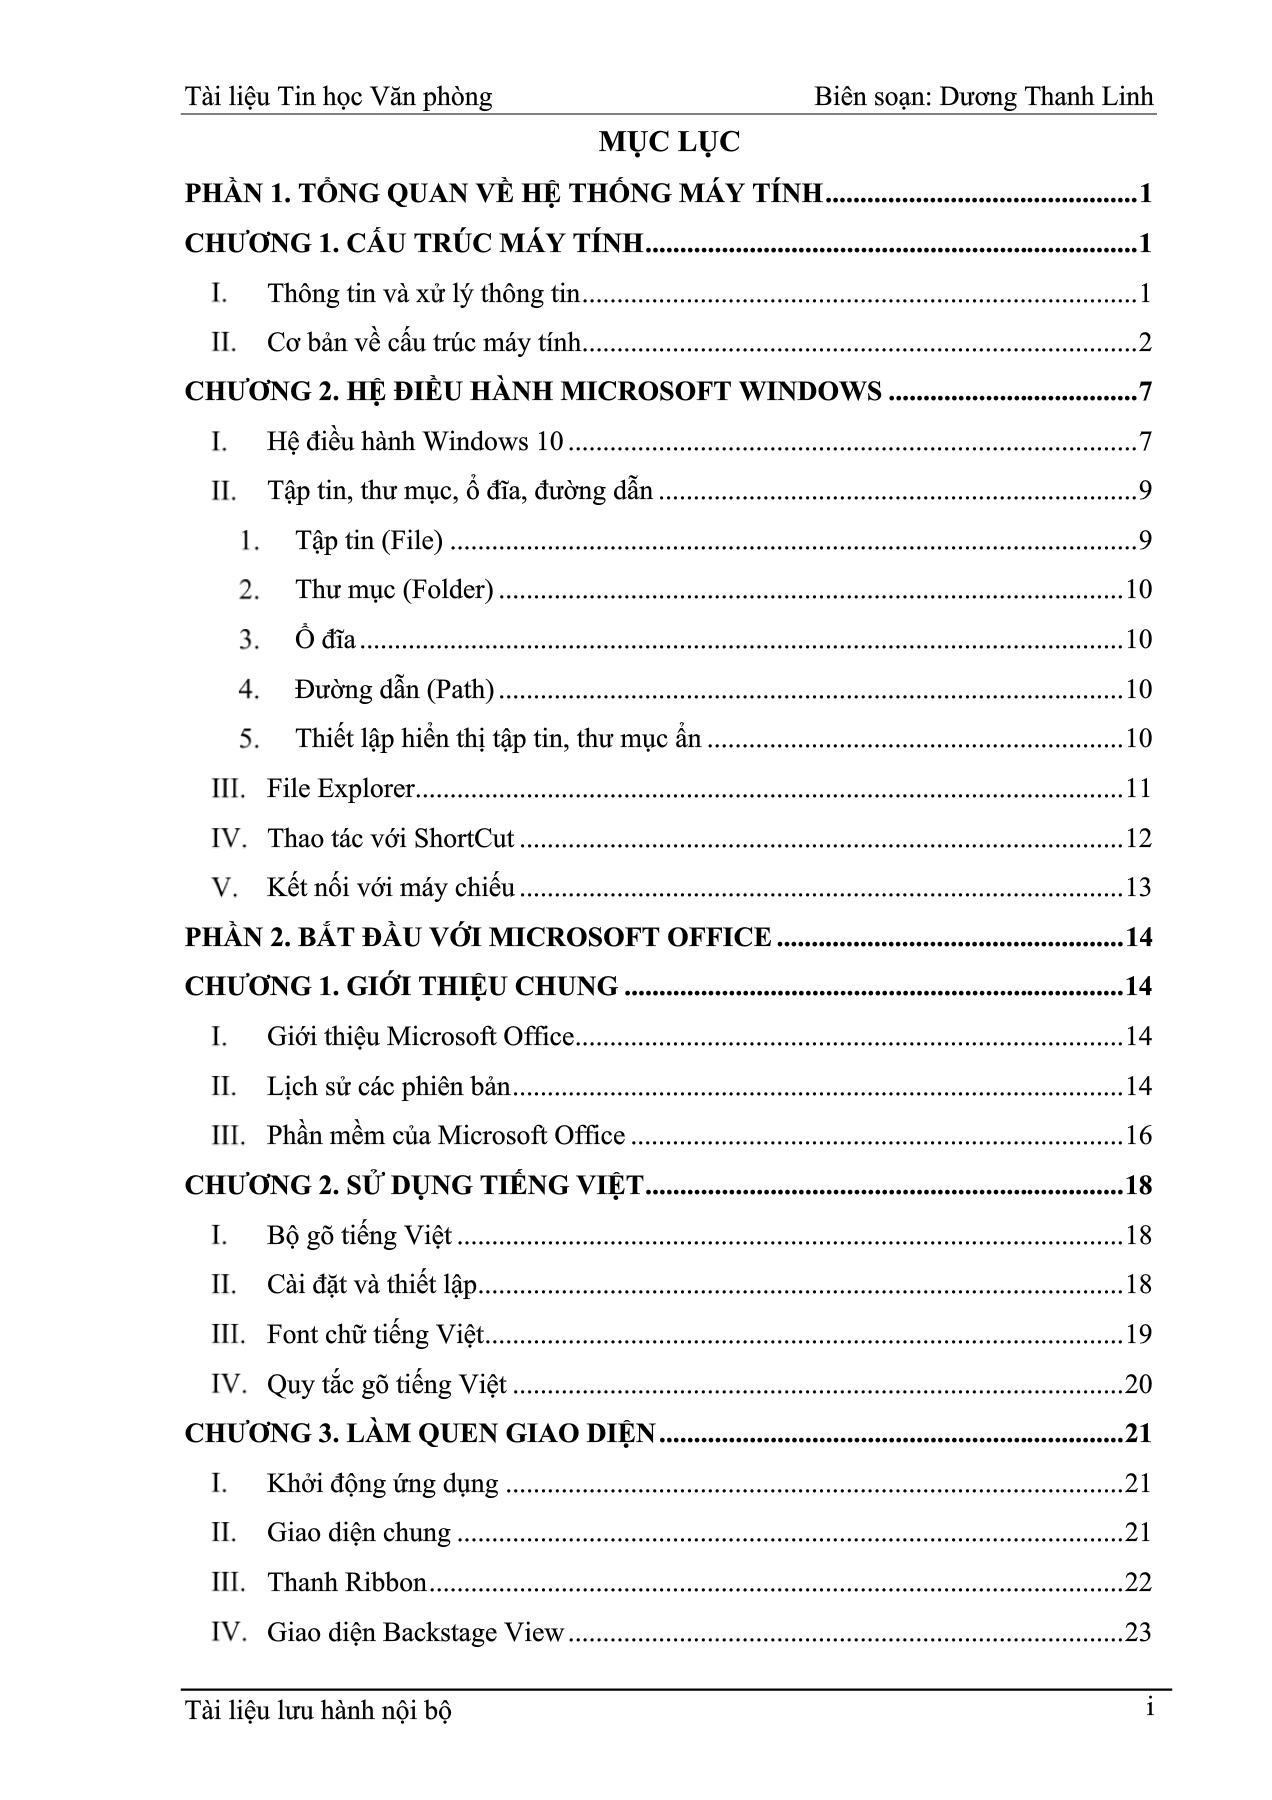 Tài liệu Tin học Văn phòng Biên soạn: Dương Thanh Linh
MỤC LỤC
PHẦN 1. TỔNG QUAN VỀ HỆ THỐNG MÁY TÍNH.............................................1
CHƯƠNG 1. CẤU TRÚC MÁY TÍNH.......................................................................1
I. Thông tin và xử lý thông tin.................................................................................1
II. Cơ bản về cấu trúc máy tính.................................................................................2
CHƯƠNG 2. HỆ ĐIỀU HÀNH MICROSOFT WINDOWS ....................................7
I. Hệ điều hành Windows 10 ...................................................................................7
II. Tập tin, thư mục, ổ đĩa, đường dẫn ......................................................................9
1. Tập tin (File) ....................................................................................................9
2. Thư mục (Folder) ...........................................................................................10
3. Ổ đĩa ...............................................................................................................10
4. Đường dẫn (Path) ...........................................................................................10
5. Thiết lập hiển thị tập tin, thư mục ẩn .............................................................10
III. File Explorer.......................................................................................................11
IV. Thao tác với ShortCut ........................................................................................12
V. Kết nối với máy chiếu ........................................................................................13
PHẦN 2. BẮT ĐẦU VỚI MICROSOFT OFFICE ..................................................14
CHƯƠNG 1. GIỚI THIỆU CHUNG ........................................................................14
I. Giới thiệu Microsoft Office................................................................................14
II. Lịch sử các phiên bản.........................................................................................14
III. Phần mềm của Microsoft Office ........................................................................16
CHƯƠNG 2. SỬ DỤNG TIẾNG VIỆT.....................................................................18
I. Bộ gõ tiếng Việt .................................................................................................18
II. Cài đặt và thiết lập..............................................................................................18
III. Font chữ tiếng Việt.............................................................................................19
IV. Quy tắc gõ tiếng Việt .........................................................................................20
CHƯƠNG 3. LÀM QUEN GIAO DIỆN...................................................................21
I. Khởi động ứng dụng ..........................................................................................21
II. Giao diện chung .................................................................................................21
III. Thanh Ribbon.....................................................................................................22
IV. Giao diện Backstage View .................................................................................23
Tài liệu lưu hành nội bộ i